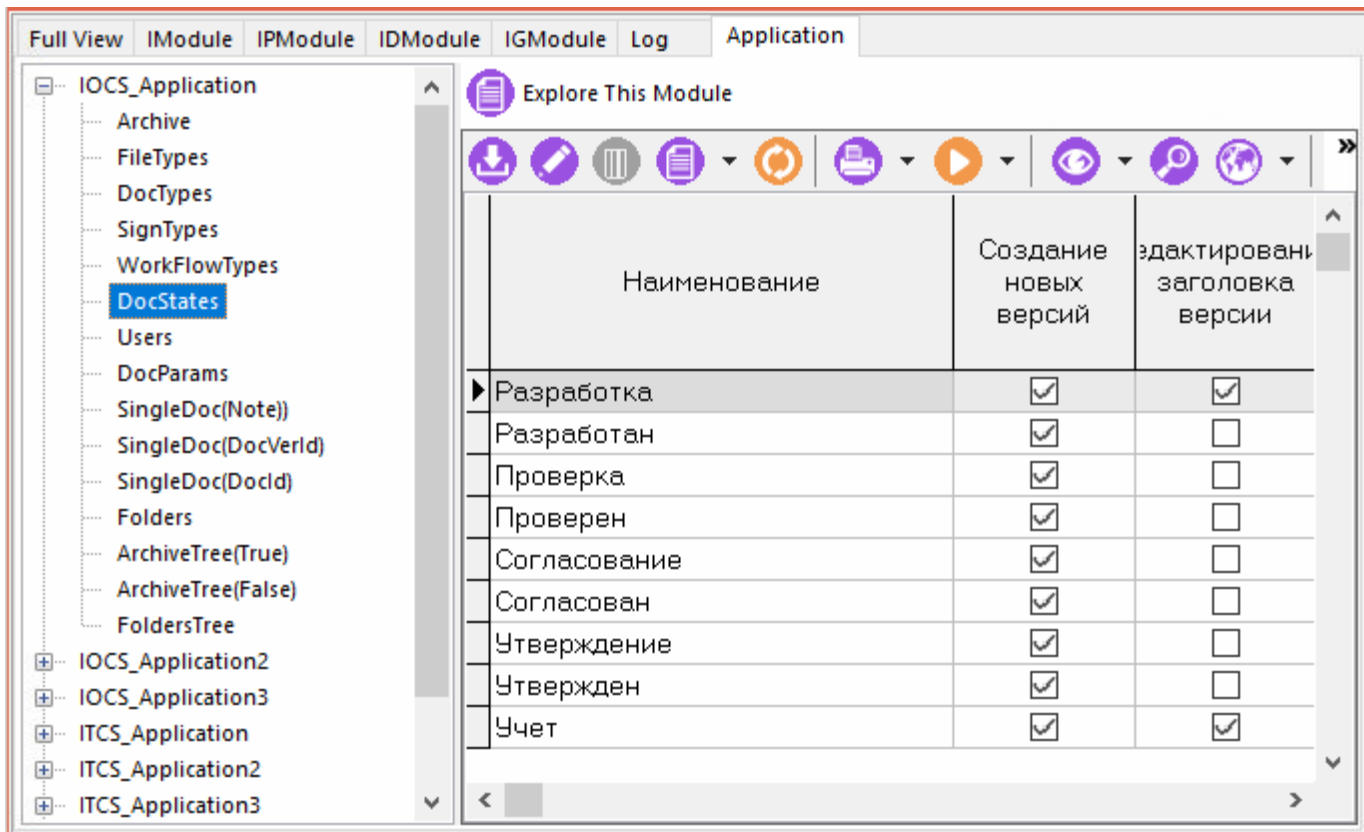 Full View IModule IPModule IDModule IGModule Log Application
IOCS_Application
Archive
FileTypes
DocTypes
SignTypes
WorkFlowTypes
DocStates
Users
DocParams
SingleDoc(Note))
SingleDoc(DocVerId)
SingleDoc(DocId)
Folders
ArchiveTree(True)
ArchiveTree(False)
FoldersTree
IOCS_Application2
IOCS_Application3
ITCS_Application
ITCS_Application2
ITCS_Application3
Explore This Module
Наименование
Создание
новых
версий
заголовка
версии
Разработка
Разработан
Проверка
Проверен
Согласование
Согласован
Утверждение
Утвержден
Учет